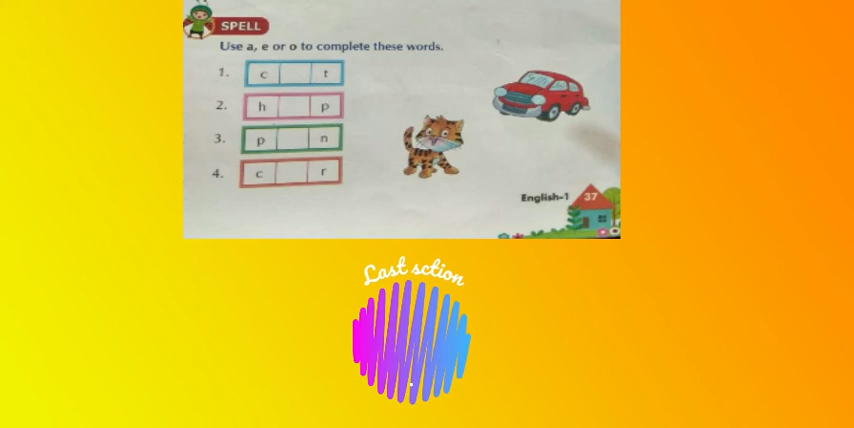 SPELL
Use a, e or o to complete these words.
1. c t
2. h p
3. p n
4. c r
English-1 37
Last sction